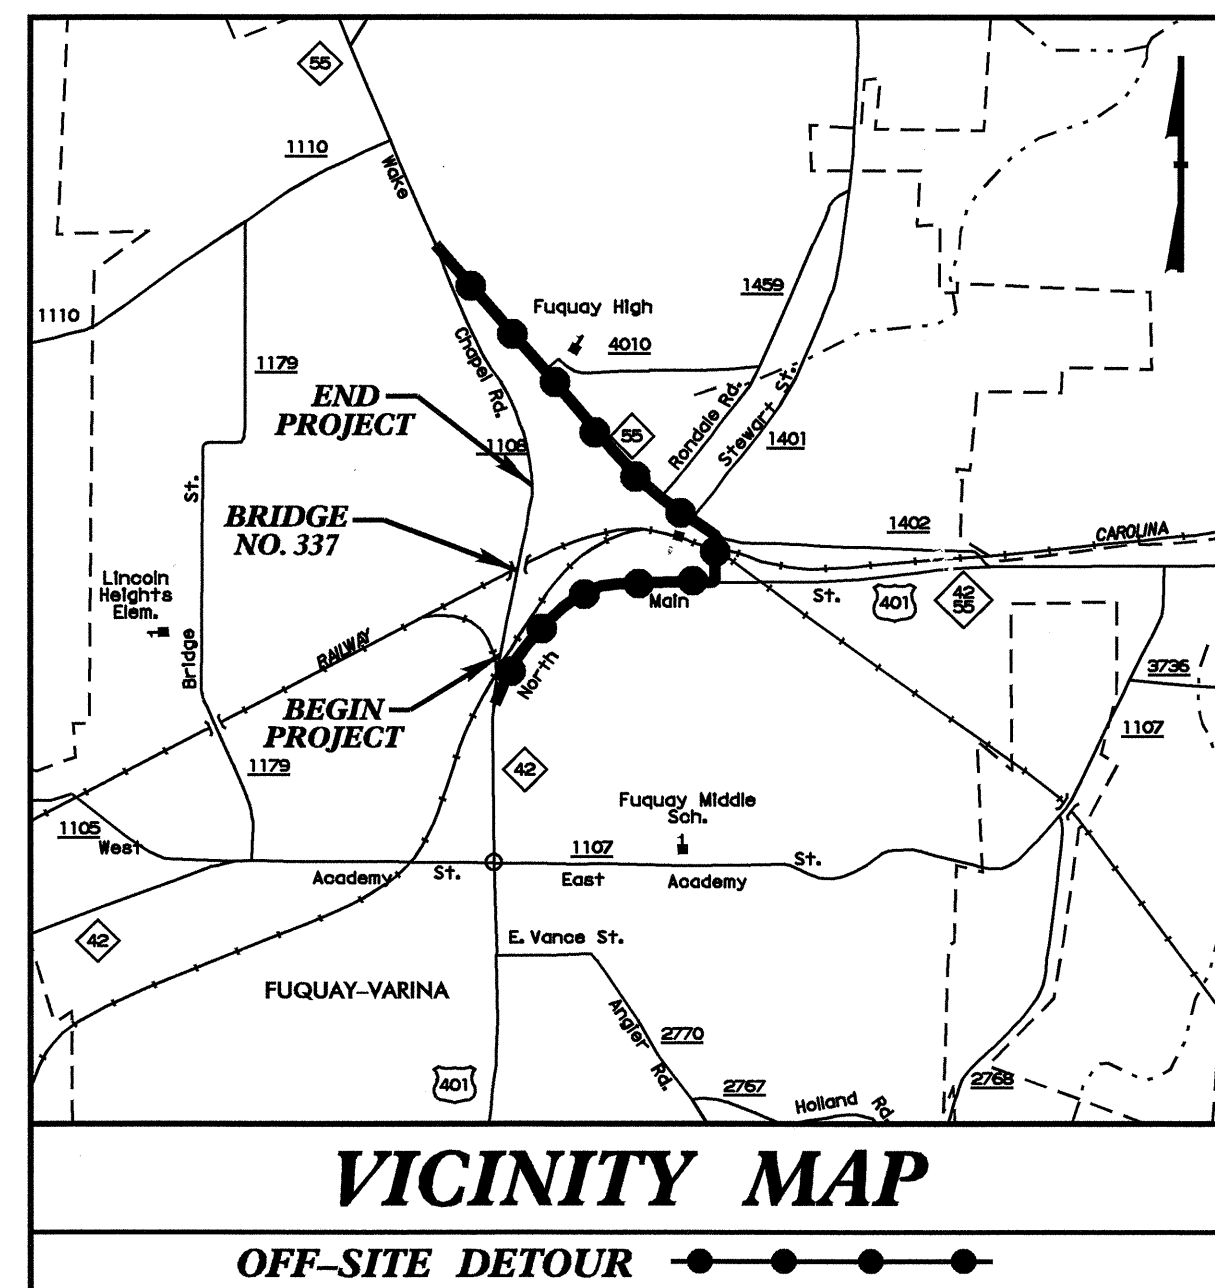 55
1110
Wake
1110
1459
Fuquay High
4010
1179
Chapel Rd.
END
PROJECT
55
Rondale Rd.
Stewart St.
1401
1108
St.
BRIDGE
NO. 337
1402
CAROLINA
Lincoln
Heights
Elem.
Main
St.
401
42
55
RAILWAY
Bridge
North
3736
BEGIN
PROJECT
1107
1179
42
Fuquay Middle
Sch.
1105
West
1107
St.
Academy
St.
East
Academy
42
E. Vance St.
FUQUAY–VARINA
Angier Rd.
2770
401
2767
2768
Holland Rd.
VICINITY MAP
OFF–SITE DETOUR